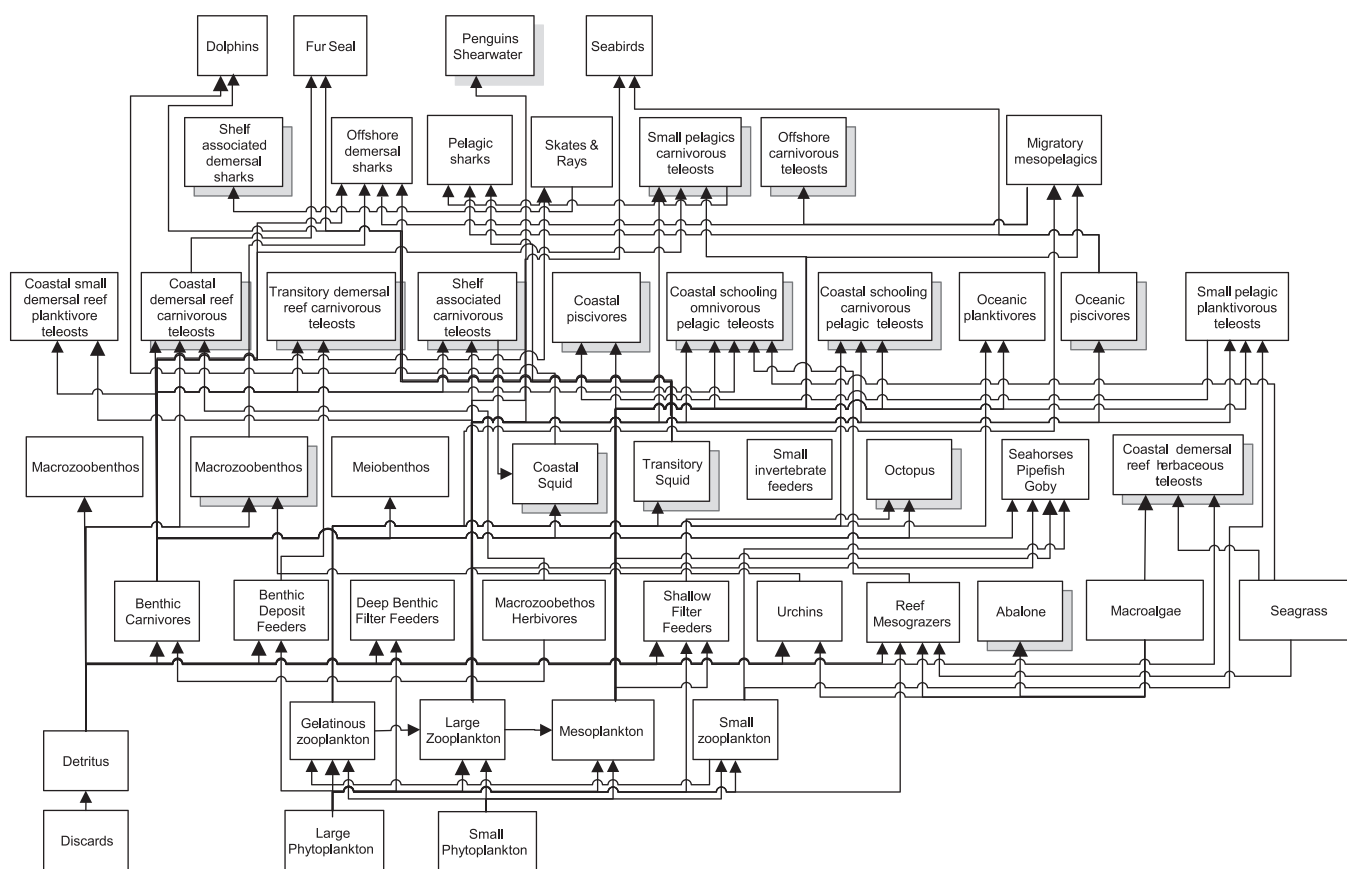 Dolphins
Fur Seal
Penguins
Shearwater
Seabirds
Shelf
associated
demersal
sharks
Offshore
demersal
sharks
Pelagic
sharks
Skates &
Rays
Small pelagics
carnivorous
teleosts
Offshore
carnivorous
teleosts
Migratory
mesopelagics
Coastal small
demersal reef
planktivore
teleosts
Coastal
demersal reef
carnivorous
teleosts
Transitory demersal
reef carnivorous
teleosts
Shelf
associated
carnivorous
teleosts
Coastal
piscivores
Coastal schooling
omnivorous
pelagic teleosts
Coastal schooling
carnivorous
pelagic teleosts
Oceanic
planktivores
Oceanic
piscivores
Small pelagic
planktivorous
teleosts
Macrozoobenthos
Macrozoobenthos
Meiobenthos
Coastal
Squid
Transitory
Squid
Small
invertebrate
feeders
Octopus
Seahorses
Pipefish
Goby
Coastal demersal
reef herbaceous
teleosts
Benthic
Carnivores
Benthic
Deposit
Feeders
Deep Benthic
Filter Feeders
Macrozoobethos
Herbivores
Shallow
Filter
Feeders
Urchins
Reef
Mesograzers
Abalone
Macroalgae
Seagrass
Gelatinous
zooplankton
Large
Zooplankton
Mesoplankton
Small
zooplankton
Detritus
Discards
Large
Phytoplankton
Small
Phytoplankton